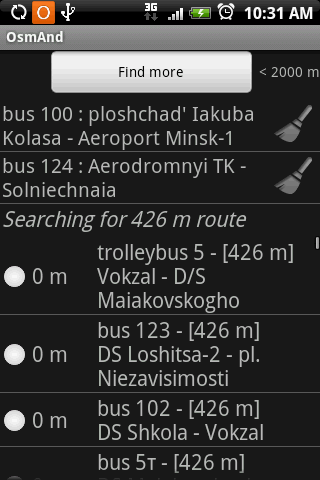 3G
10:31 AM
OsmAnd
Find more
< 2000 m
bus 100 : ploshchad' Iakuba
Kolasa - Aeroport Minsk-1
bus 124 : Aerodromnyi TK -
Solniechnaia
Searching for 426 m route
trolleybus 5 - [426 m]
0 m
Vokzal - D/S
Maiakovskogho
bus 123 - [426 m]
0 m
DS Loshitsa-2 - pl.
Niezavisimosti
bus 102 - [426 m]
0 m
DS Shkola - Vokzal
bus 5т - [426 m]